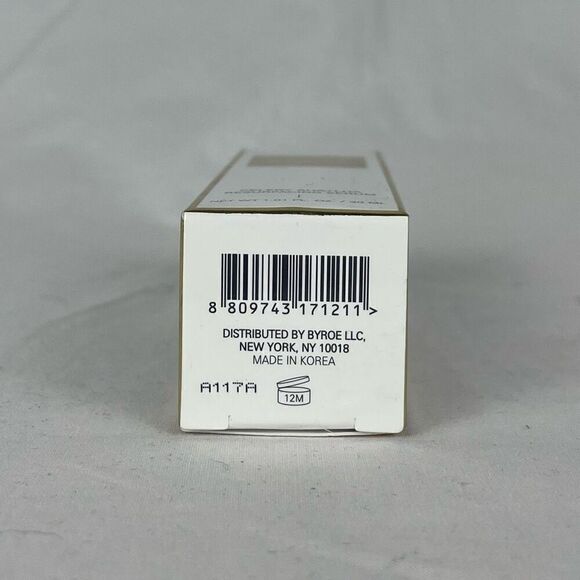 8 809743 171211 >
DISTRIBUTED BY BYROE LLC,
NEW YORK, NY 10018
MADE IN KOREA
A117A
12M